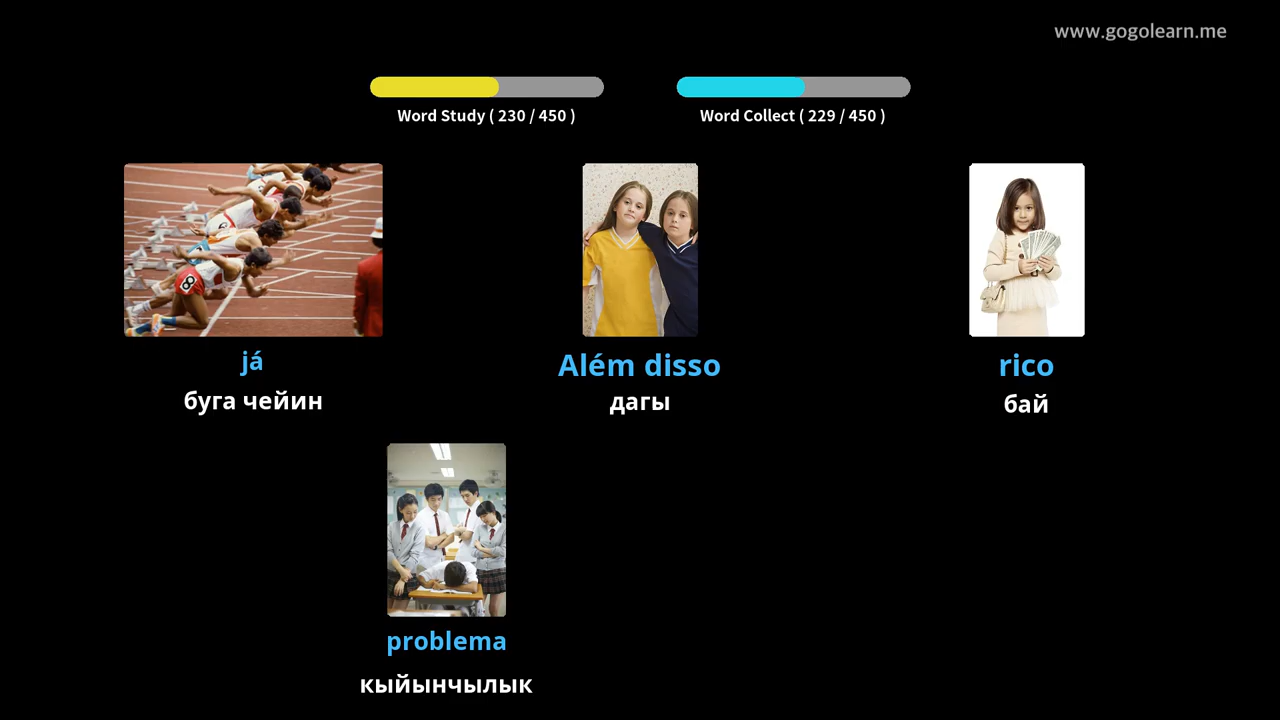 www.gogolearn.me
Word Study ( 230 / 450 )
Word Collect ( 229 / 450 )
já
буга чейин
Além disso
дагы
rico
бай
problema
кыйынчылык